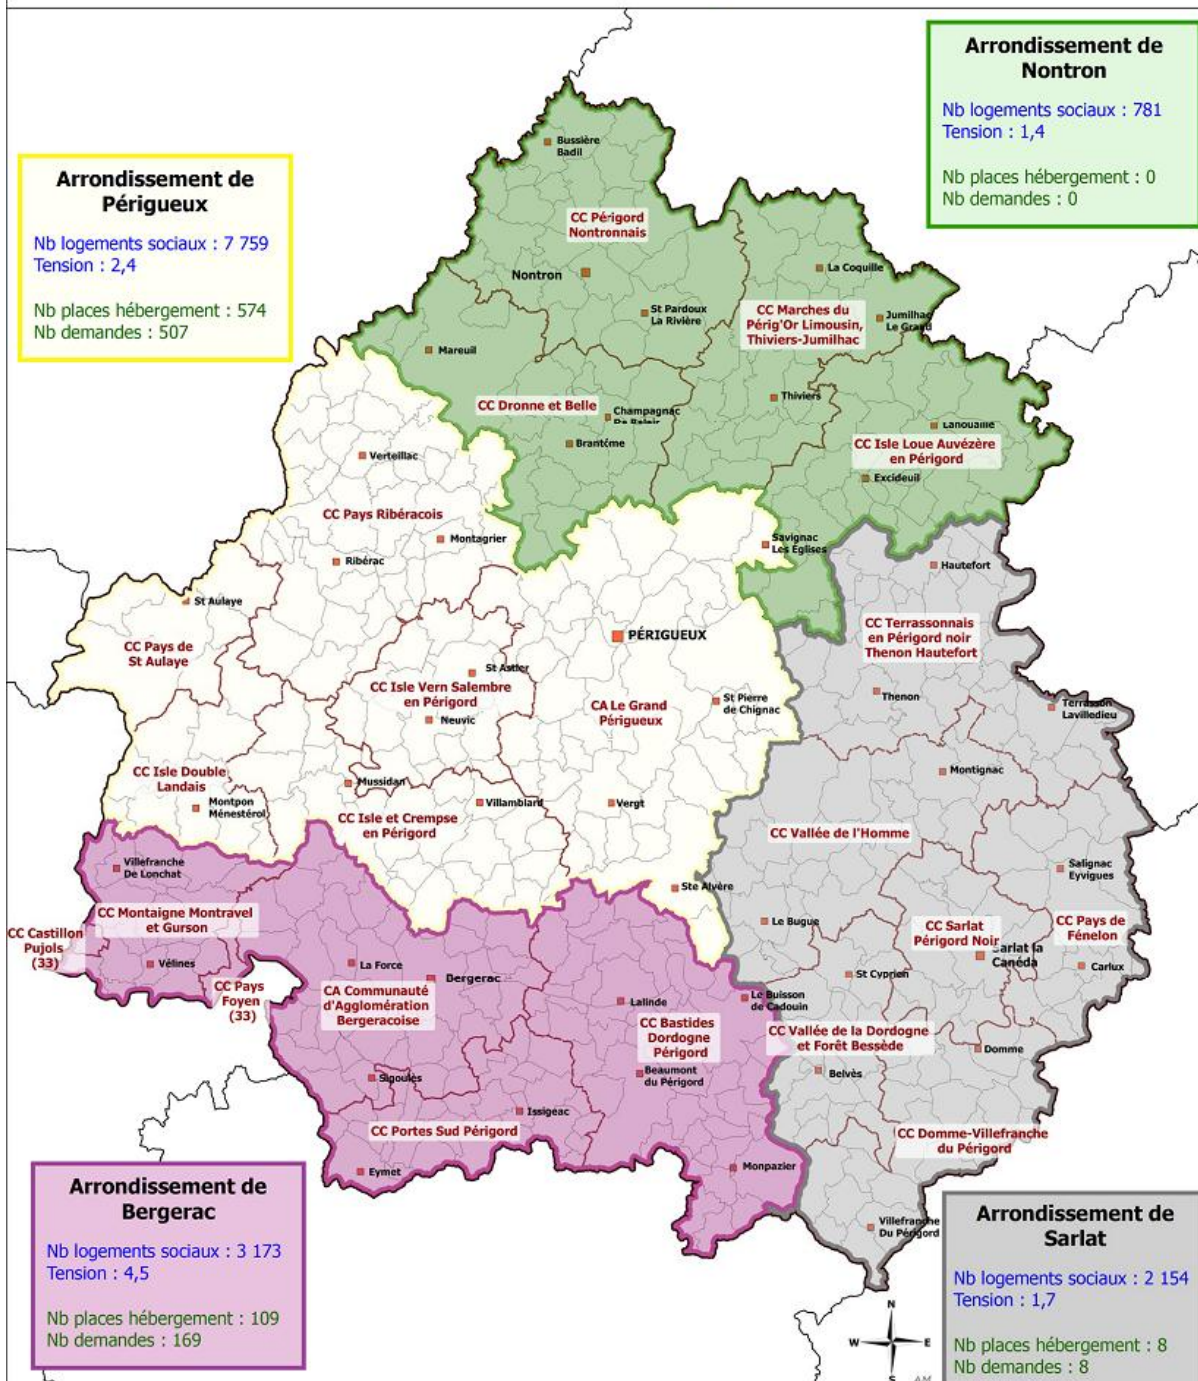 Arrondissement de
Nontron
Nb logements sociaux : 781
Tension : 1,4
Nb places hébergement : 0
Nb demandes : 0
Arrondissement de
Périgueux
Nb logements sociaux : 7 759
Tension : 2,4
Nb places hébergement : 574
Nb demandes : 507
Bussière
Badil
CC Périgord
Nontronnais
Nontron
La Coquille
St Pardoux
La Rivière
CC Marches du
Périg'Or Limousin,
Thiviers-Jumilhac
Jumilhac
Le Grand
Mareuil
Thiviers
CC Dronne et Belle
Champagnac
De Belair
Brantôme
Lanouaille
CC Isle Loue Auvézère
en Périgord
Excideuil
Verteillac
CC Pays Ribéracois
Montagrier
Ribérac
Savignac
Les Eglises
Hautefort
St Aulaye
CC Pays de
St Aulaye
PÉRIGUEUX
CC Terrassonnais
en Périgord noir
Thenon Hautefort
St Astier
CC Isle Vern Salembre
en Périgord
Neuvic
CA Le Grand
Périgueux
St Pierre
de Chignac
Thenon
Terrasson
Lavilledieu
CC Isle Double
Landais
Montpon
Ménestérol
Mussidan
Villamblard
CC Isle et Crempse
en Périgord
Vergt
Montignac
CC Vallée de l'Homme
Villefranche
De Lonchat
Salignac
Eyvigues
Ste Alvère
CC Montaigne Montravel
et Gurson
CC Castillon
Pujols
(33)
Vélines
CC Pays
Foyen
(33)
La Force
Bergerac
CA Communauté
d'Agglomération
Bergeracoise
Le Bugue
CC Sarlat
Périgord Noir
Sarlat la
Canéda
CC Pays de
Fénelon
Carlux
St Cyprien
Lalinde
Le Buisson
de Cadouin
CC Bastides
Dordogne
Périgord
CC Vallée de la Dordogne
et Forêt Bessède
Domme
Belvès
Beaumont
du Périgord
Sigoulès
Issigeac
CC Portes Sud Périgord
CC Domme-Villefranche
du Périgord
Eymet
Monpazier
Villefranche
Du Périgord
Arrondissement de
Bergerac
Nb logements sociaux : 3 173
Tension : 4,5
Nb places hébergement : 109
Nb demandes : 169
Arrondissement de
Sarlat
Nb logements sociaux : 2 154
Tension : 1,7
Nb places hébergement : 8
Nb demandes : 8
N
W
E
S
AM